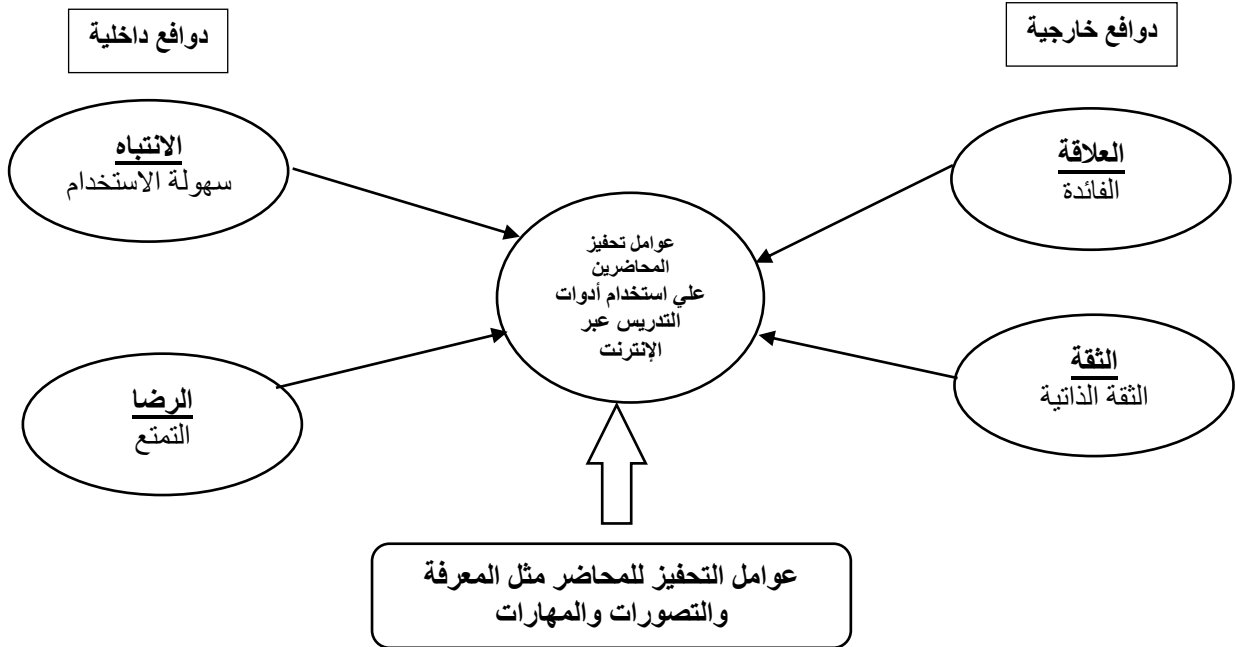 دوافع خارجية
دوافع داخلية
العلاقة
الفائدة
الانتباه
سهولة الاستخدام
عوامل تحفيز
المحاضرين
علي استخدام أدوات
التدريس عبر
الإنترنت
الثقة
الثقة الذاتية
الرضا
التمتع
عوامل التحفيز للمحاضر مثل المعرفة
والتصورات والمهارات